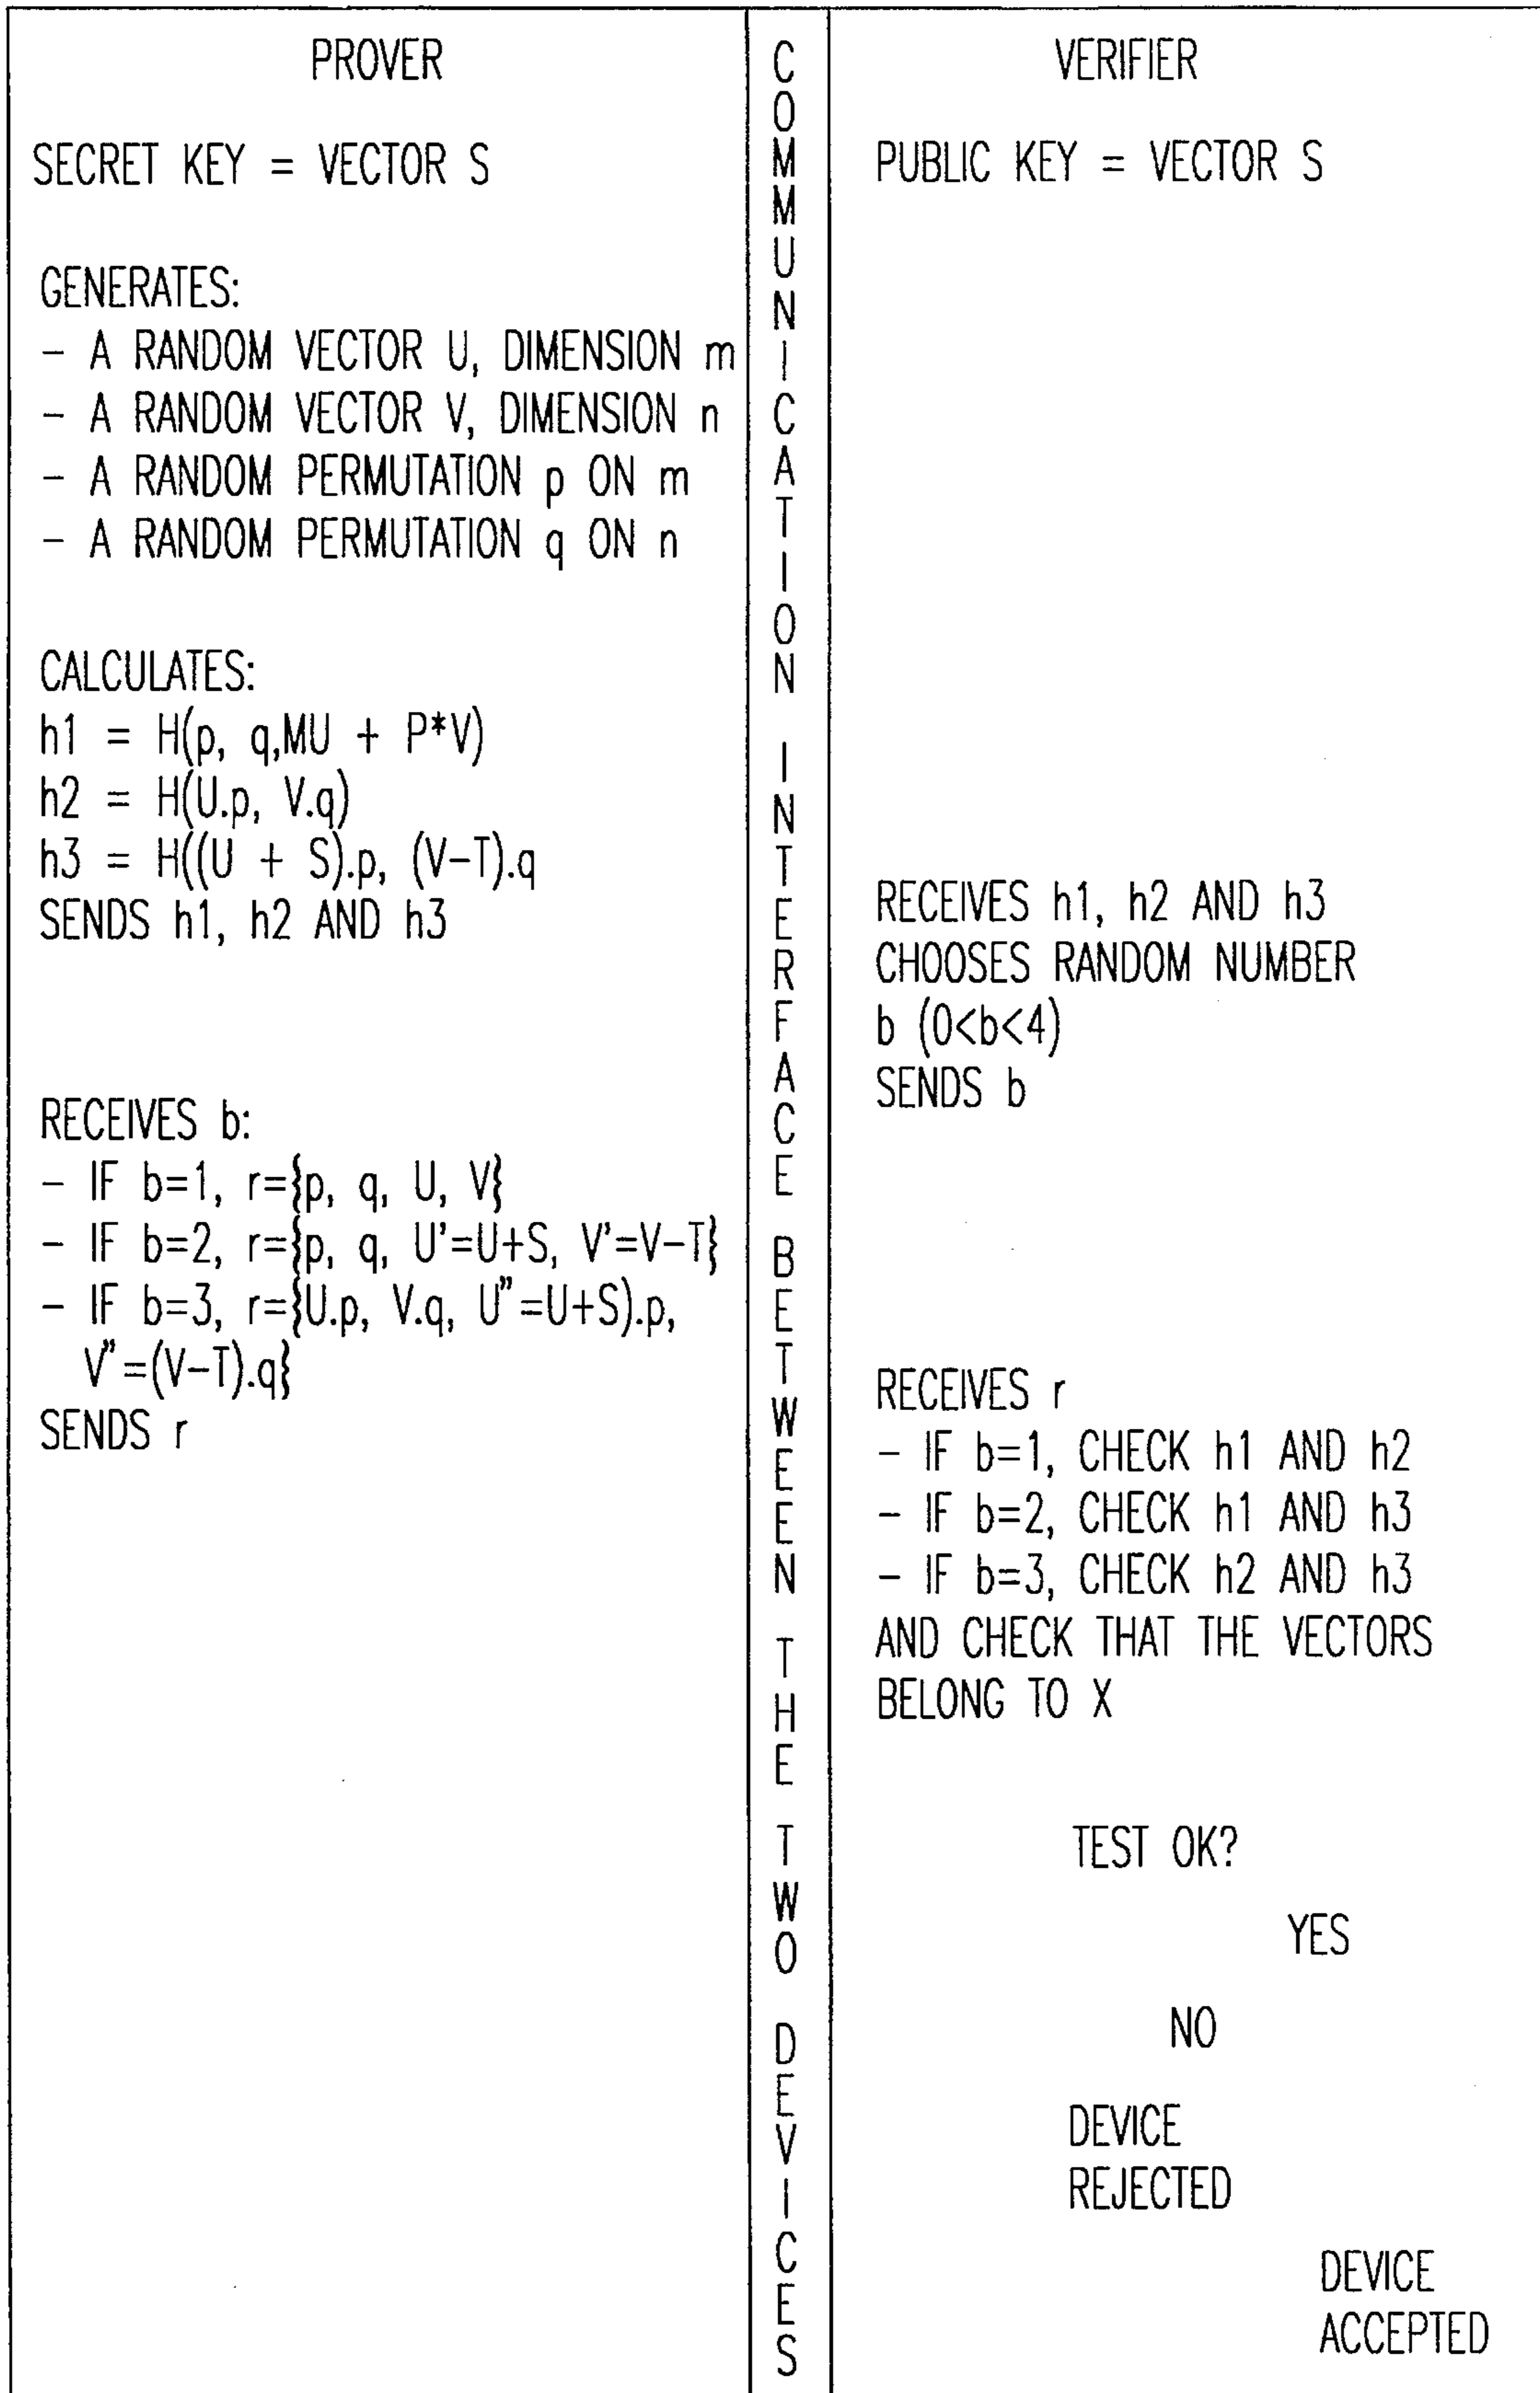 PROVER
SECRET KEY = VECTOR S
GENERATES:
- A RANDOM VECTOR U, DIMENSION m
- A RANDOM VECTOR V, DIMENSION n
- A RANDOM PERMUTATION p ON m
- A RANDOM PERMUTATION q ON n
CALCULATES:
h1 = H(p, q,MU + P*V)
h2 = H(U.p, V.q)
h3 = H((U + S).p, (V-T).q
SENDS h1, h2 AND h3
RECEIVES b:
- IF b=1, r={p, q, U, V}
- IF b=2, r={p, q, U'=U+S, V'=V-T}
- IF b=3, r={U.p, V.q, U"=U+S).p,
V"=(V-T).q}
SENDS r
COMMUNICATION INTERFACE BETWEEN THE TWO DEVICES
VERIFIER
PUBLIC KEY = VECTOR S
RECEIVES h1, h2 AND h3
CHOOSES RANDOM NUMBER
b (0<b<4)
SENDS b
RECEIVES r
- IF b=1, CHECK h1 AND h2
- IF b=2, CHECK h1 AND h3
- IF b=3, CHECK h2 AND h3
AND CHECK THAT THE VECTORS
BELONG TO X
TEST OK?
YES
NO
DEVICE
REJECTED
DEVICE
ACCEPTED